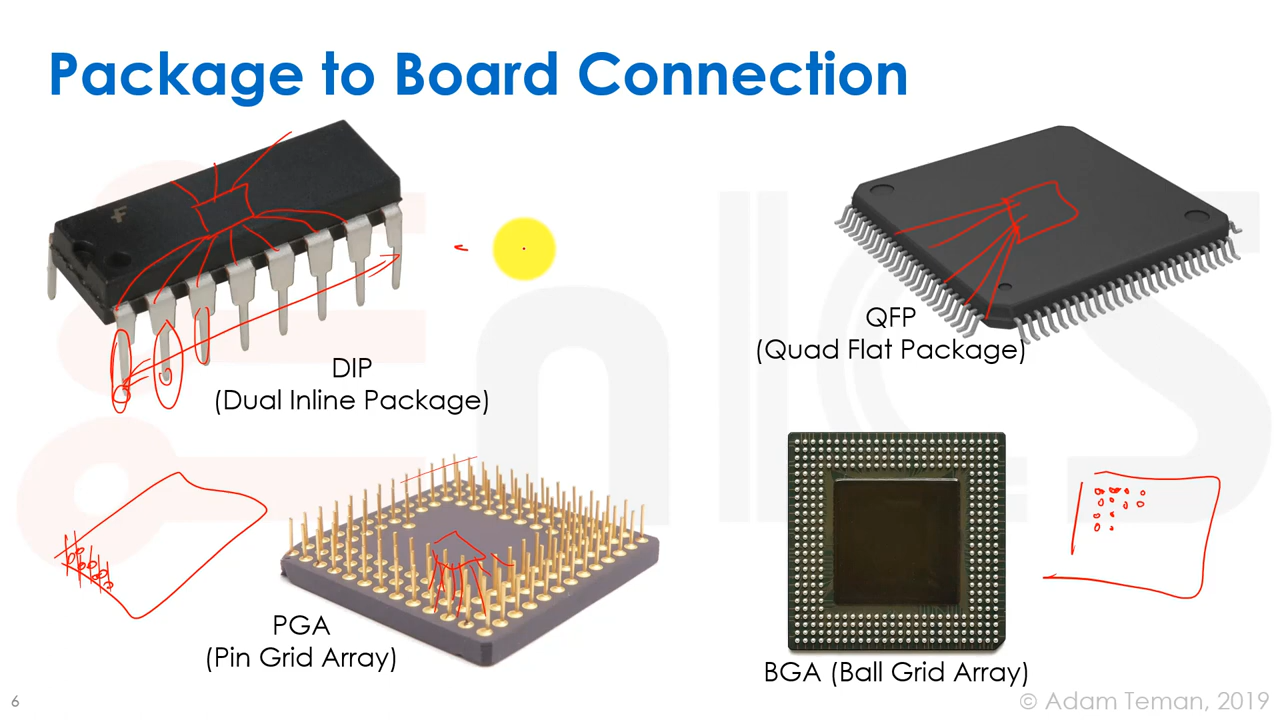 Package to Board Connection
DIP
(Dual Inline Package)
QFP
(Quad Flat Package)
PGA
(Pin Grid Array)
BGA (Ball Grid Array)
6
© Adam Teman, 2019